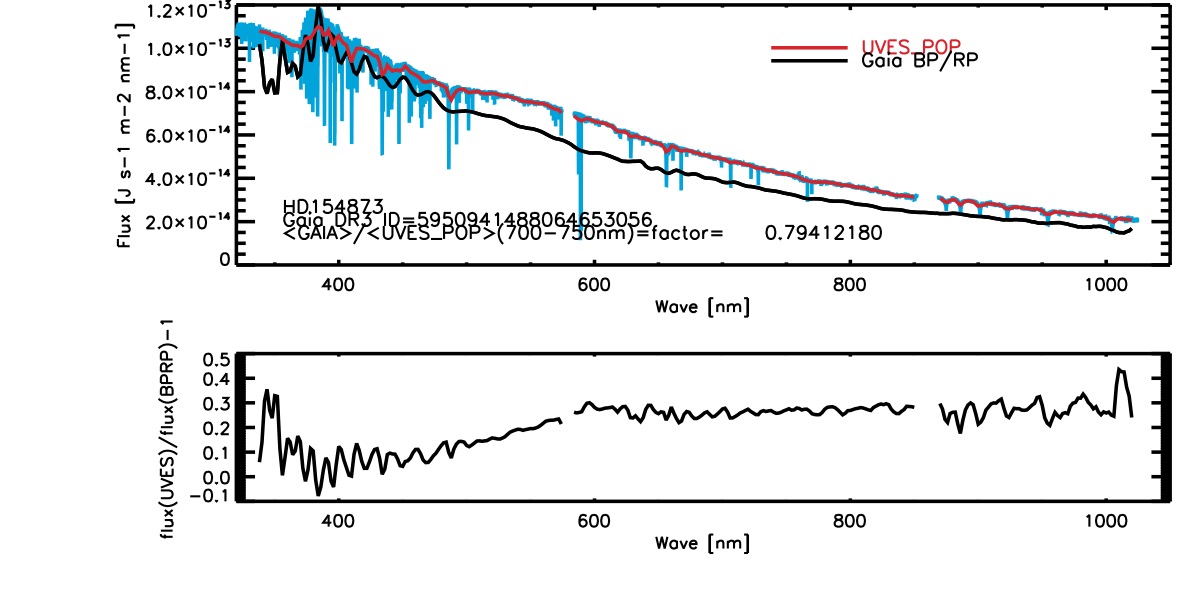 1.2×10−13
1.0×10−13
8.0×10−14
6.0×10−14
4.0×10−14
2.0×10−14
0
Flux [J s−1 m−2 nm−1]
UVES_POP
Gaia BP/RP
HD154873
Gaia DR3 ID=5950941488064653056
<GAIA>/<UVES_POP>(700−750nm)=factor= 0.79412180
400 600 800 1000
Wave [nm]
flux(UVES)/flux(BPRP)−1
0.5
0.4
0.3
0.2
0.1
0.0
−0.1
400 600 800 1000
Wave [nm]